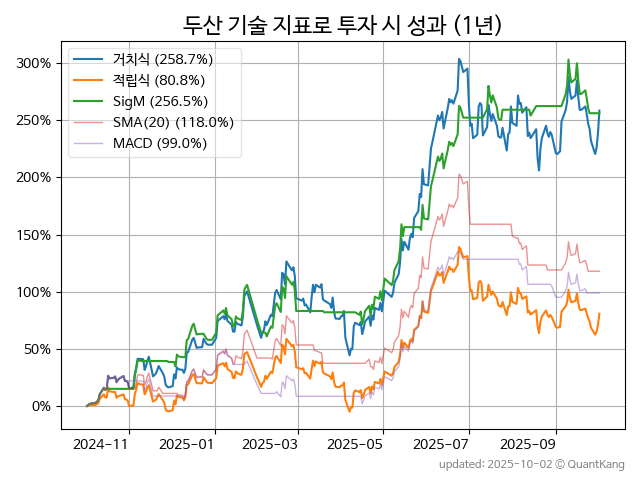 두산 기술 지표로 투자 시 성과 (1년)
거치식 (258.7%)
적립식 (80.8%)
SigM (256.5%)
SMA(20) (118.0%)
MACD (99.0%)
300%
250%
200%
150%
100%
50%
0%
2024-11
2025-01
2025-03
2025-05
2025-07
2025-09
updated: 2025-10-02 © QuantKang